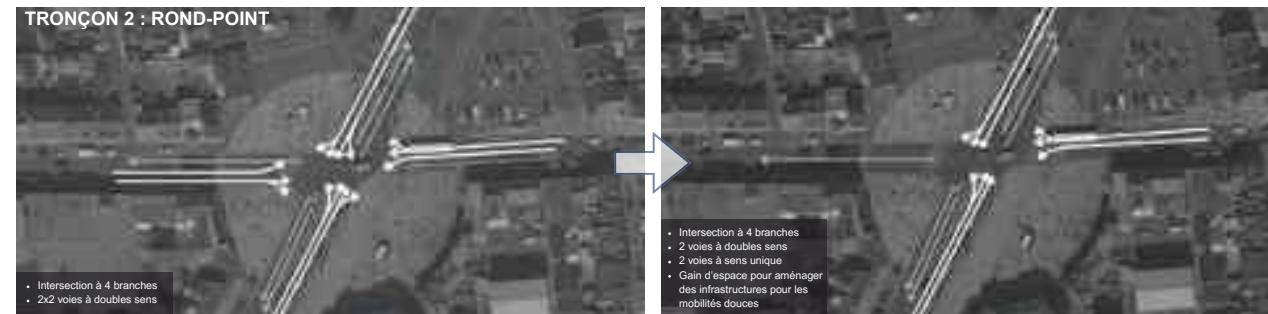 TRONÇON 2 : ROND-POINT
• Intersection à 4 branches
• 2x2 voies à doubles sens
• Intersection à 4 branches
• 2 voies à doubles sens
• 2 voies à sens unique
• Gain d'espace pour aménager
des infrastructures pour les
mobilités douces